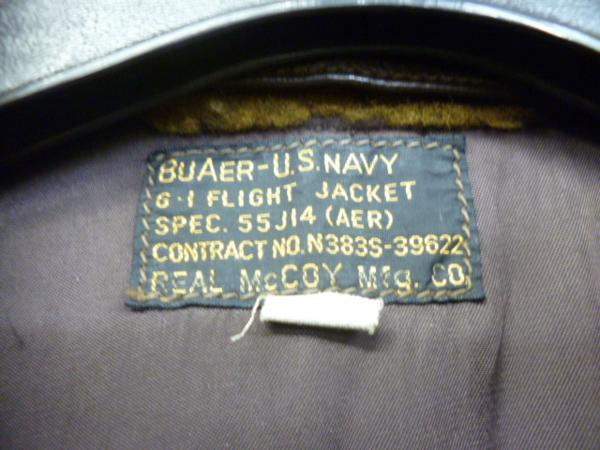 BUAER-U.S.NAVY
G-1 FLIGHT JACKET
SPEC. 55J14 (AER)
CONTRACT NO. N383S-39622
REAL McCOY Mfg. CO.